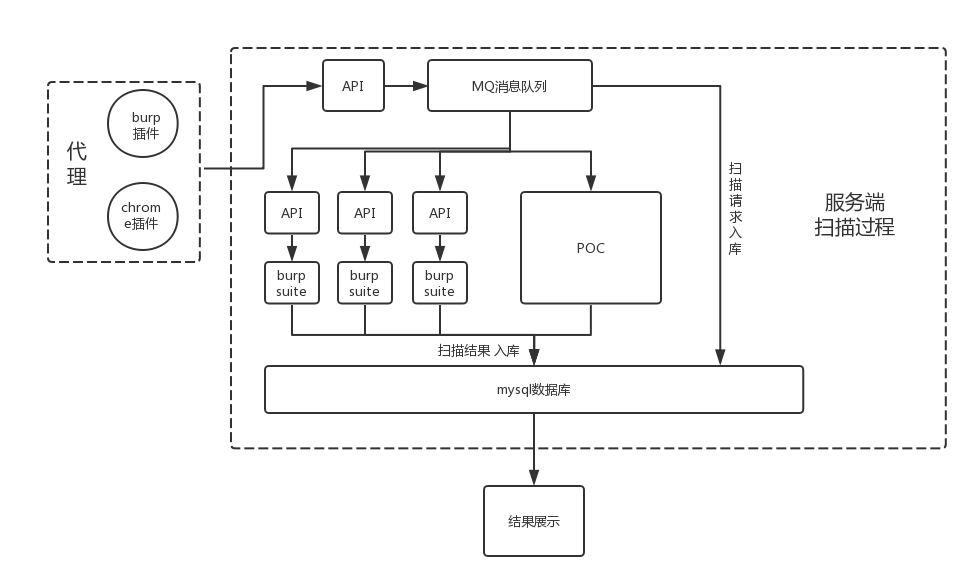 代
理
burp
插件
chrom
e插件
API
MQ消息队列
API
API
API
burp
suite
burp
suite
burp
suite
POC
扫
描
请
求
入
库
服务端
扫描过程
扫描结果 入库
mysql数据库
结果展示